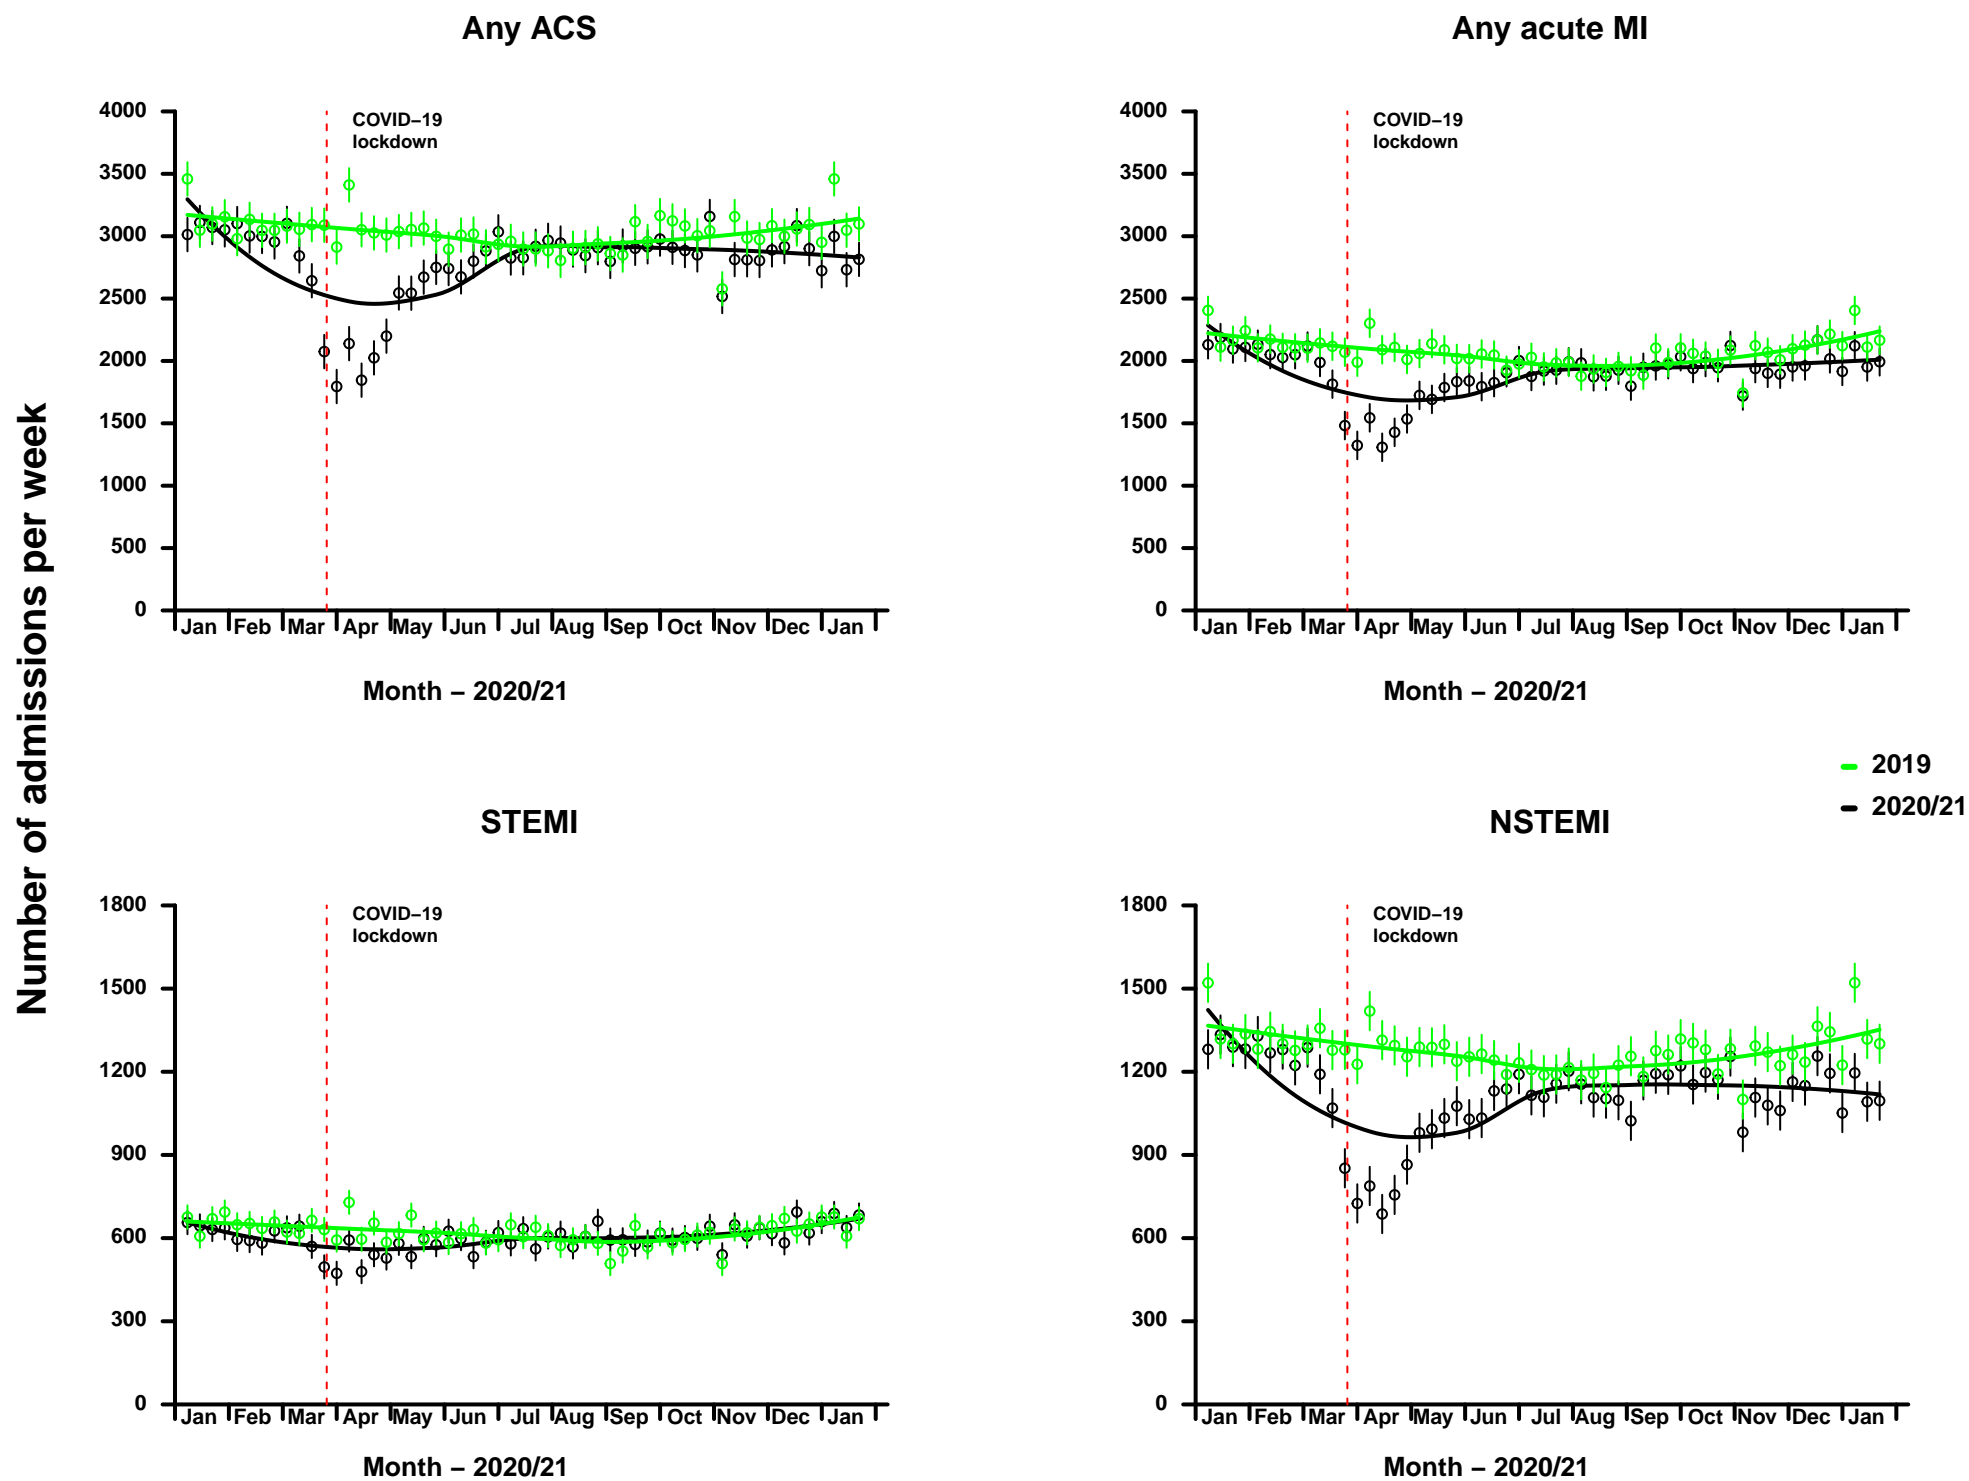 Any ACS
Any acute MI
Number of admissions per week
4000
3500
3000
2500
2000
1500
1000
500
0
COVID−19
lockdown
Jan Feb Mar Apr May Jun Jul Aug Sep Oct Nov Dec Jan
Month − 2020/21
4000
3500
3000
2500
2000
1500
1000
500
0
COVID−19
lockdown
Jan Feb Mar Apr May Jun Jul Aug Sep Oct Nov Dec Jan
Month − 2020/21
2019
2020/21
STEMI
NSTEMI
1800
1500
1200
900
600
300
0
COVID−19
lockdown
Jan Feb Mar Apr May Jun Jul Aug Sep Oct Nov Dec Jan
Month − 2020/21
1800
1500
1200
900
600
300
0
COVID−19
lockdown
Jan Feb Mar Apr May Jun Jul Aug Sep Oct Nov Dec Jan
Month − 2020/21